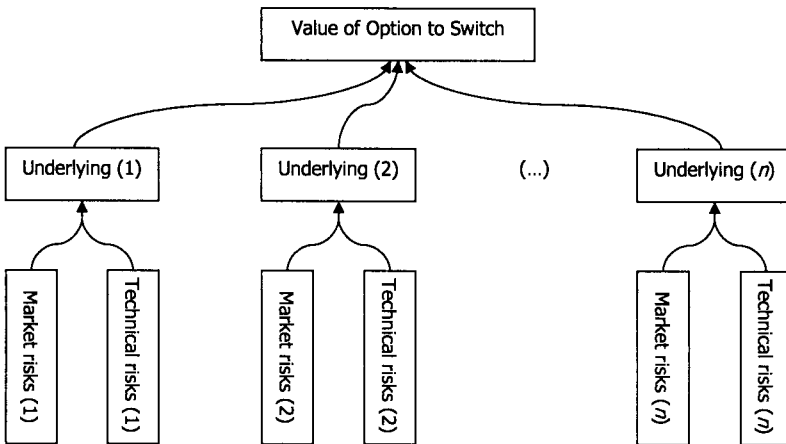 Value of Option to Switch
Underlying (1)
Underlying (2)
(...)
Underlying (n)
Market risks (1)
Technical risks (1)
Market risks (2)
Technical risks (2)
Market risks (n)
Technical risks (n)